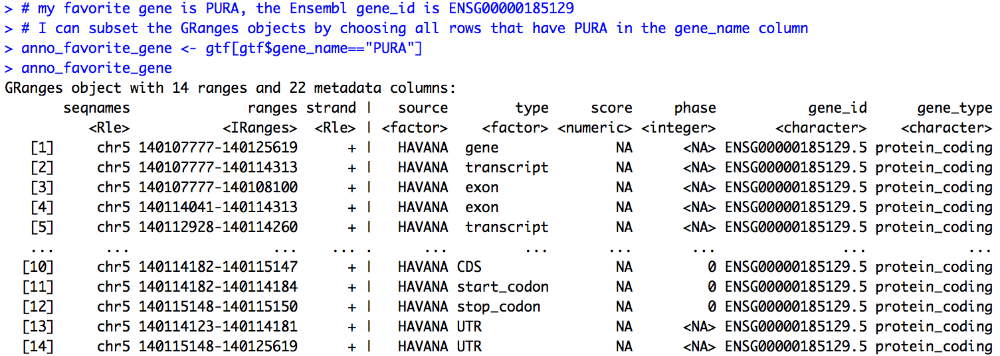 > # my favorite gene is PURA, the Ensembl gene_id is ENSG00000185129
> # I can subset the GRanges objects by choosing all rows that have PURA in the gene_name column
> anno_favorite_gene <- gtf[gtf$gene_name=="PURA"]
> anno_favorite_gene
GRanges object with 14 ranges and 22 metadata columns:
seqnames ranges strand | source type score phase gene_id gene_type
<Rle> <IRanges> <Rle> | <factor> <factor> <numeric> <integer> <character> <character>
[1] chr5 140107777-140125619 + | HAVANA gene NA <NA> ENSG00000185129.5 protein_coding
[2] chr5 140107777-140114313 + | HAVANA transcript NA <NA> ENSG00000185129.5 protein_coding
[3] chr5 140107777-140108100 + | HAVANA exon NA <NA> ENSG00000185129.5 protein_coding
[4] chr5 140114041-140114313 + | HAVANA exon NA <NA> ENSG00000185129.5 protein_coding
[5] chr5 140112928-140114260 + | HAVANA transcript NA <NA> ENSG00000185129.5 protein_coding
... ... ... ... . ... ... ... ... ... ...
[10] chr5 140114182-140115147 + | HAVANA CDS NA 0 ENSG00000185129.5 protein_coding
[11] chr5 140114182-140114184 + | HAVANA start_codon NA 0 ENSG00000185129.5 protein_coding
[12] chr5 140115148-140115150 + | HAVANA stop_codon NA 0 ENSG00000185129.5 protein_coding
[13] chr5 140114123-140114181 + | HAVANA UTR NA <NA> ENSG00000185129.5 protein_coding
[14] chr5 140115148-140125619 + | HAVANA UTR NA <NA> ENSG00000185129.5 protein_coding